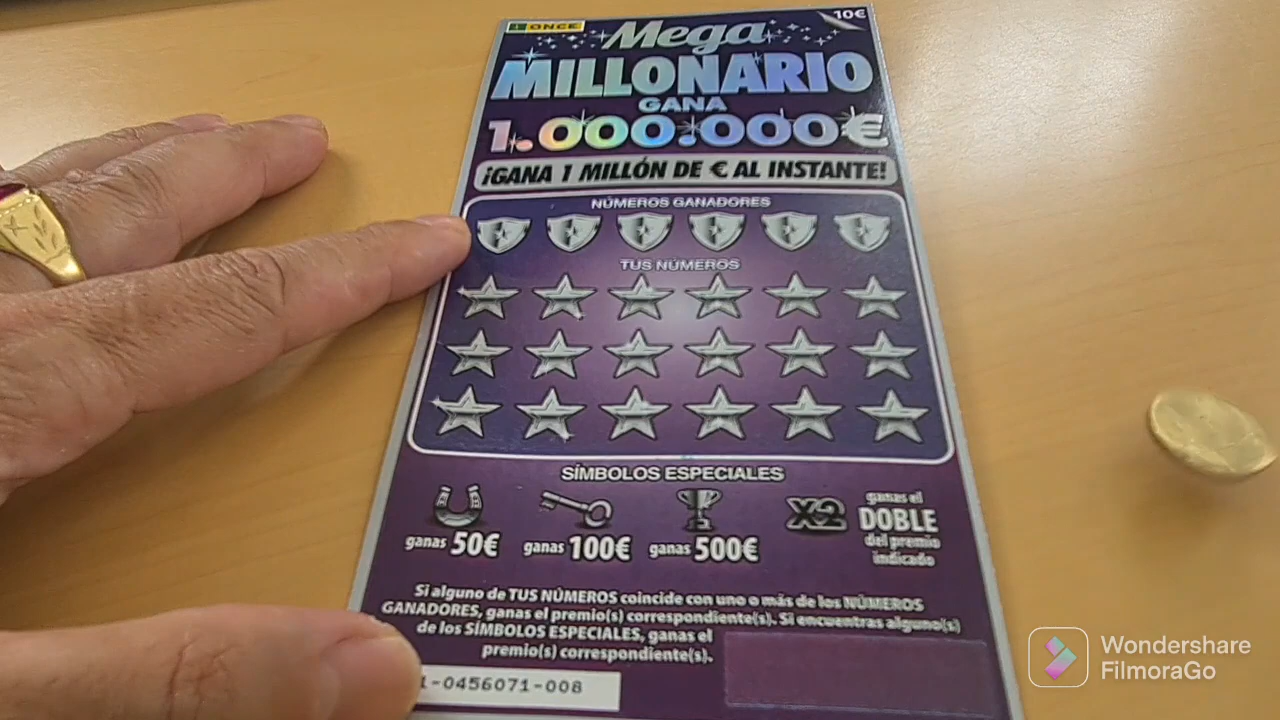 ONCE
10€
Mega
MILLONARIO
GANA
1.000.000€
¡GANA 1 MILLÓN DE € AL INSTANTE!
NÚMEROS GANADORES
TUS NÚMEROS
SÍMBOLOS ESPECIALES
ganas 50€
ganas 100€
ganas 500€
X2
ganas el
DOBLE
del premio
indicado
Si alguno de TUS NÚMEROS coincide con uno o más de los NÚMEROS
GANADORES, ganas el premio(s) correspondiente(s). Si encuentras alguno(s)
de los SÍMBOLOS ESPECIALES, ganas el
premio(s) correspondiente(s).
1-0456071-008
Wondershare
FilmoraGo